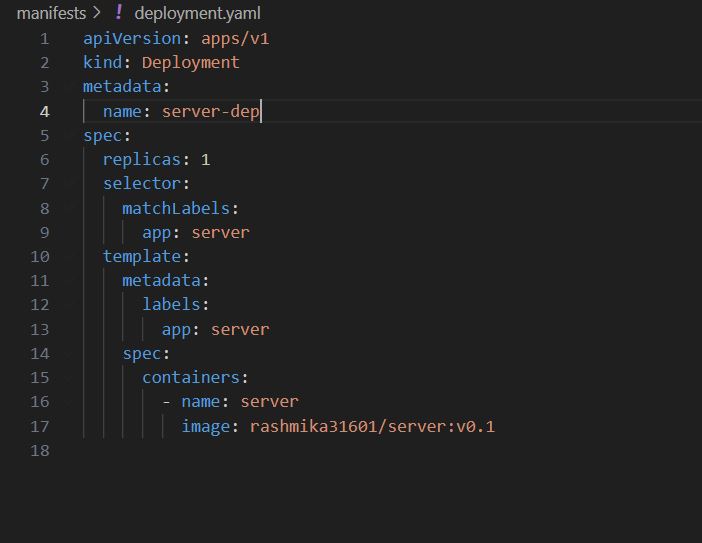 manifests > ! deployment.yaml
1 apiVersion: apps/v1
2 kind: Deployment
3 metadata:
4   name: server-dep
5 spec:
6   replicas: 1
7   selector:
8     matchLabels:
9       app: server
10   template:
11     metadata:
12       labels:
13         app: server
14     spec:
15       containers:
16         - name: server
17           image: rashmika31601/server:v0.1
18